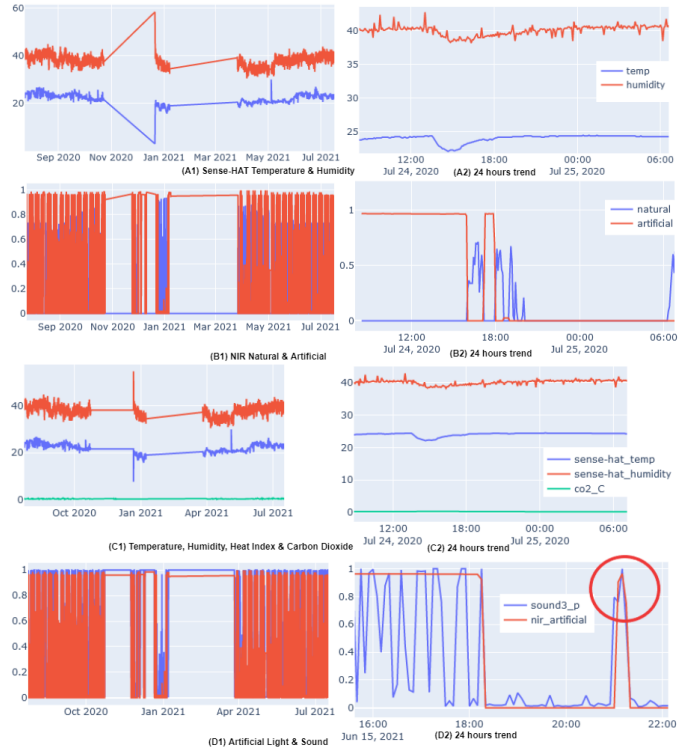 60
40
20
Sep 2020 Nov 2020 Jan 2021 Mar 2021 May 2021 Jul 2021
(A1) Sense-HAT Temperature & Humidity
40
35
30
25
temp
humidity
12:00 18:00 00:00 06:00
Jul 24, 2020 Jul 25, 2020
(A2) 24 hours trend
1
0.8
0.6
0.4
0.2
0
Sep 2020 Nov 2020 Jan 2021 Mar 2021 May 2021 Jul 2021
(B1) NIR Natural & Artificial
1
0.5
0
natural
artificial
12:00 18:00 00:00 06:00
Jul 24, 2020 Jul 25, 2020
(B2) 24 hours trend
40
20
0
Oct 2020 Jan 2021 Apr 2021 Jul 2021
(C1) Temperature, Humidity, Heat Index & Carbon Dioxide
40
30
20
10
0
sense-hat_temp
sense-hat_humidity
co2_C
12:00 18:00 00:00 06:00
Jul 24, 2020 Jul 25, 2020
(C2) 24 hours trend
1
0.8
0.6
0.4
0.2
0
Oct 2020 Jan 2021 Apr 2021 Jul 2021
(D1) Artificial Light & Sound
1
0.8
0.6
0.4
0.2
0
sound3_p
nir_artificial
16:00 18:00 20:00 22:00
Jun 15, 2021
(D2) 24 hours trend